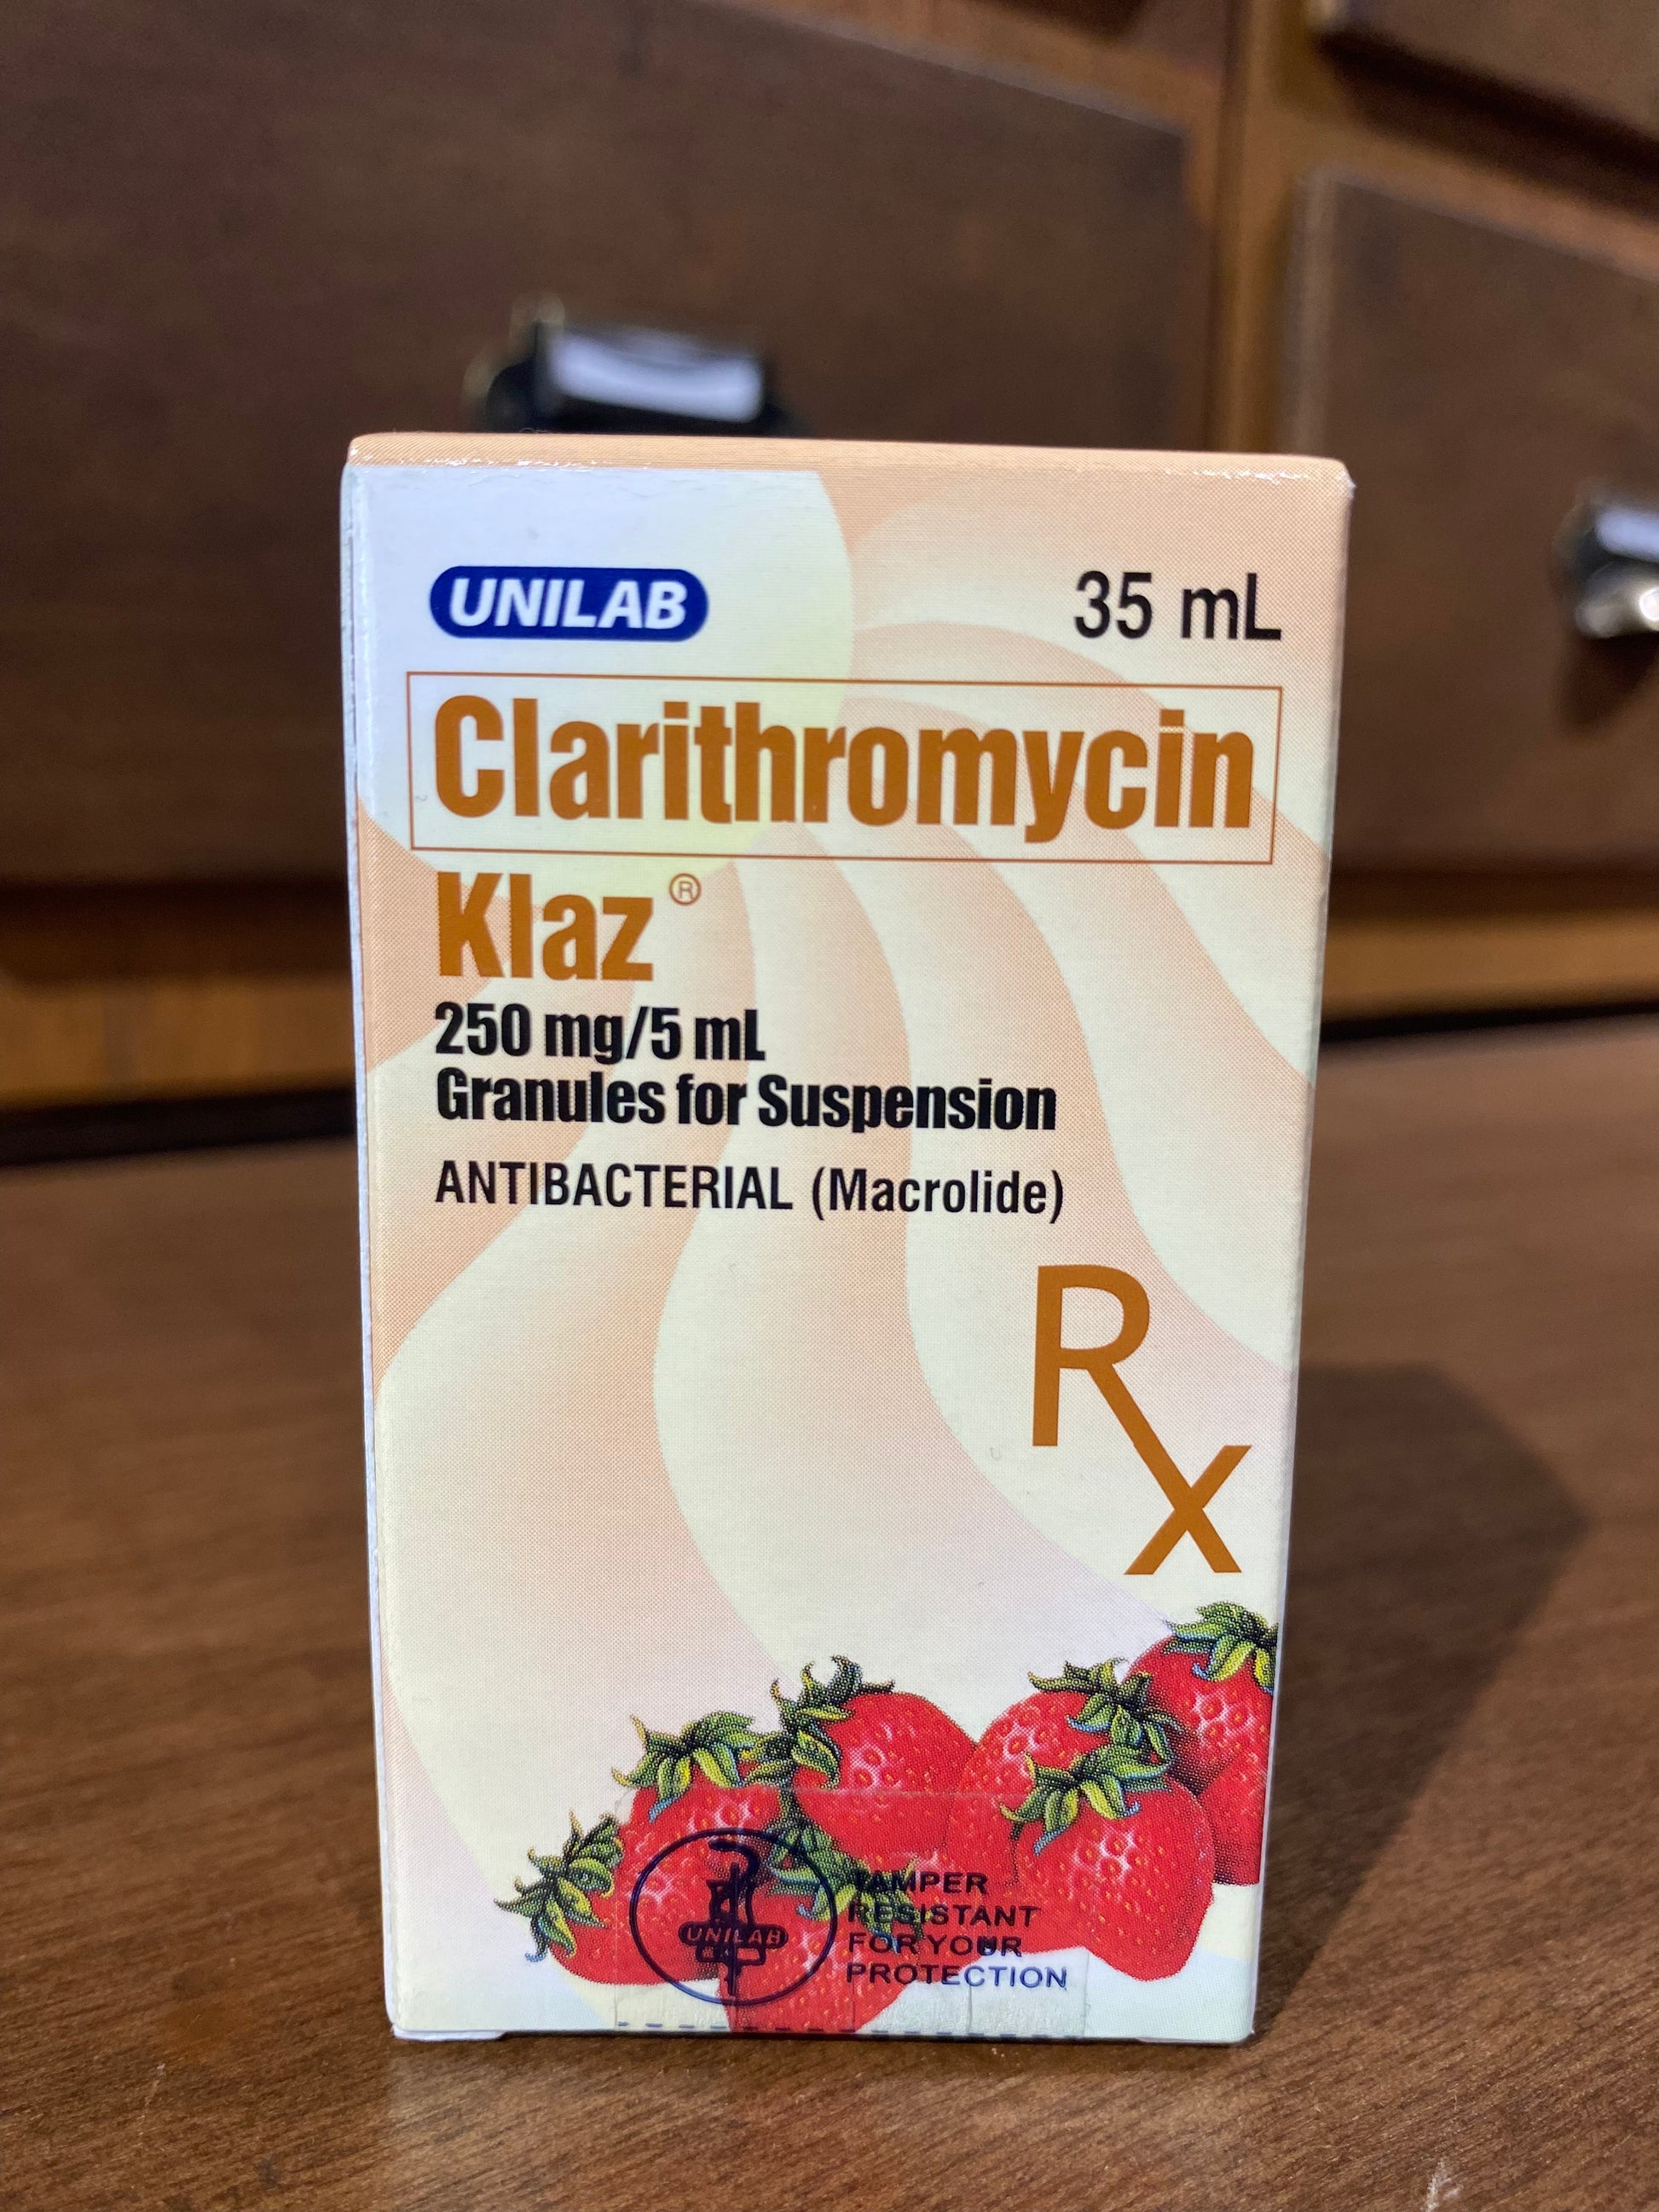 UNILAB
35 mL
Clarithromycin
Klaz®
250 mg/5 mL
Granules for Suspension
ANTIBACTERIAL (Macrolide)
Rx
UNILAB
TAMPER
RESISTANT
FOR YOUR
PROTECTION